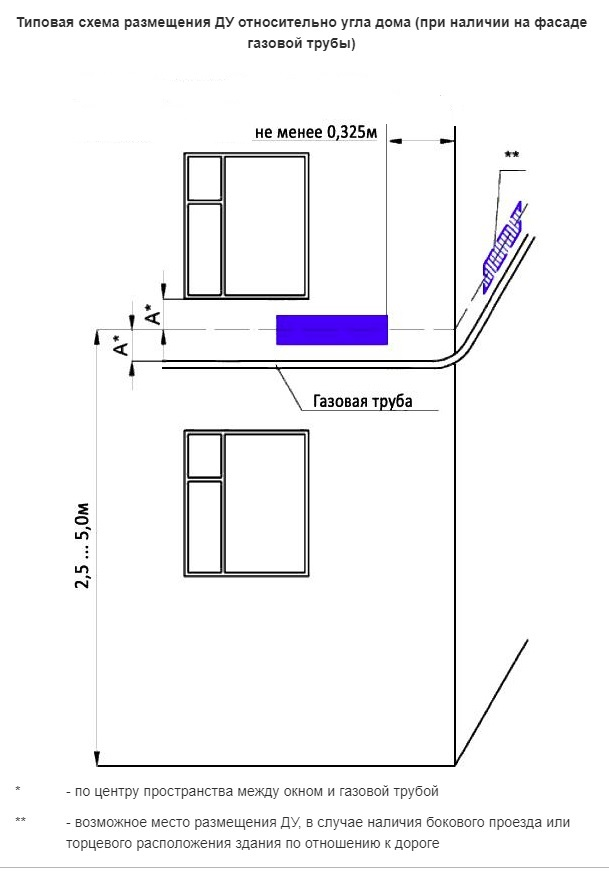 Типовая схема размещения ДУ относительно угла дома (при наличии на фасаде
газовой трубы)
не менее 0,325м
**
А*
А*
Газовая труба
2,5 ... 5,0м
* - по центру пространства между окном и газовой трубой
** - возможное место размещения ДУ, в случае наличия бокового проезда или
торцевого расположения здания по отношению к дороге